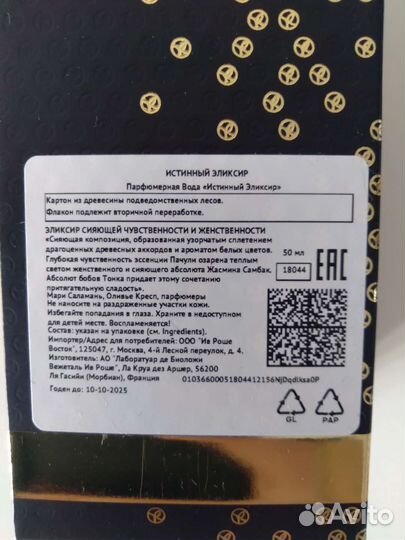 ИСТИННЫЙ ЭЛИКСИР
Парфюмерная Вода «Истинный Эликсир»
Картон из древесины подведомственных лесов.
Флакон подлежит вторичной переработке.
ЭЛИКСИР СИЯЮЩЕЙ ЧУВСТВЕННОСТИ И ЖЕНСТВЕННОСТИ
«Сияющая композиция, образованная узорчатым сплетением
драгоценных древесных аккордов и ароматом белых цветов.
Глубокая чувственность эссенции Пачули озарена теплым
светом женственного и сияющего абсолюта Жасмина Самбак.
Абсолют бобов Тонка придает этому сочетанию
притягательную сладость».
50 мл
18044
EAC
Мари Саламань, Оливье Кресп, парфюмеры
Не наносить на раздраженные участки кожи.
Избегайте попадания в глаза. Хранить в недоступном
для детей месте. Воспламеняется!
Состав: указан на упаковке (см. Ingredients).
Импортер/Адрес для потребителей: ООО "Ив Роше
Восток", 125047, г. Москва, 4-й Лесной переулок, д. 4.
Изготовитель: АО "Лаборатуар де Биоложи
Вежеталь Ив Роше", Ла Круа дез Аршер, 56200
Ля Гасийи (Морбиан), Франция
01036600051804412156NjDqdlksa0P
Годен до: 10-10-2025
GL
PAP
Avito